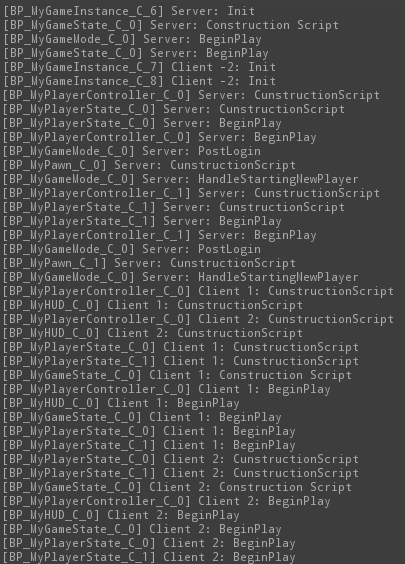 [BP_MyGameInstance_C_6] Server: Init
[BP_MyGameState_C_0] Server: Construction Script
[BP_MyGameMode_C_0] Server: BeginPlay
[BP_MyGameState_C_0] Server: BeginPlay
[BP_MyGameInstance_C_7] Client -2: Init
[BP_MyGameInstance_C_8] Client -2: Init
[BP_MyPlayerController_C_0] Server: CunstructionScript
[BP_MyPlayerState_C_0] Server: CunstructionScript
[BP_MyPlayerState_C_0] Server: BeginPlay
[BP_MyPlayerController_C_0] Server: BeginPlay
[BP_MyGameMode_C_0] Server: PostLogin
[BP_MyPawn_C_0] Server: CunstructionScript
[BP_MyGameMode_C_0] Server: HandleStartingNewPlayer
[BP_MyPlayerController_C_1] Server: CunstructionScript
[BP_MyPlayerState_C_1] Server: CunstructionScript
[BP_MyPlayerState_C_1] Server: BeginPlay
[BP_MyPlayerController_C_1] Server: BeginPlay
[BP_MyGameMode_C_0] Server: PostLogin
[BP_MyPawn_C_1] Server: CunstructionScript
[BP_MyGameMode_C_0] Server: HandleStartingNewPlayer
[BP_MyPlayerController_C_0] Client 1: CunstructionScript
[BP_MyHUD_C_0] Client 1: CunstructionScript
[BP_MyPlayerController_C_0] Client 2: CunstructionScript
[BP_MyHUD_C_0] Client 2: CunstructionScript
[BP_MyPlayerState_C_0] Client 1: CunstructionScript
[BP_MyPlayerState_C_1] Client 1: CunstructionScript
[BP_MyGameState_C_0] Client 1: Construction Script
[BP_MyPlayerController_C_0] Client 1: BeginPlay
[BP_MyHUD_C_0] Client 1: BeginPlay
[BP_MyGameState_C_0] Client 1: BeginPlay
[BP_MyPlayerState_C_0] Client 1: BeginPlay
[BP_MyPlayerState_C_1] Client 1: BeginPlay
[BP_MyPlayerState_C_0] Client 2: CunstructionScript
[BP_MyPlayerState_C_1] Client 2: CunstructionScript
[BP_MyGameState_C_0] Client 2: Construction Script
[BP_MyPlayerController_C_0] Client 2: BeginPlay
[BP_MyHUD_C_0] Client 2: BeginPlay
[BP_MyGameState_C_0] Client 2: BeginPlay
[BP_MyPlayerState_C_0] Client 2: BeginPlay
[BP_MyPlayerState_C_1] Client 2: BeginPlay